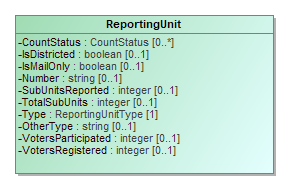 ReportingUnit
-CountStatus : CountStatus [0..*]
-IsDistricted : boolean [0..1]
-IsMailOnly : boolean [0..1]
-Number : string [0..1]
-SubUnitsReported : integer [0..1]
-TotalSubUnits : integer [0..1]
-Type : ReportingUnitType [1]
-OtherType : string [0..1]
-VotersParticipated : integer [0..1]
-VotersRegistered : integer [0..1]